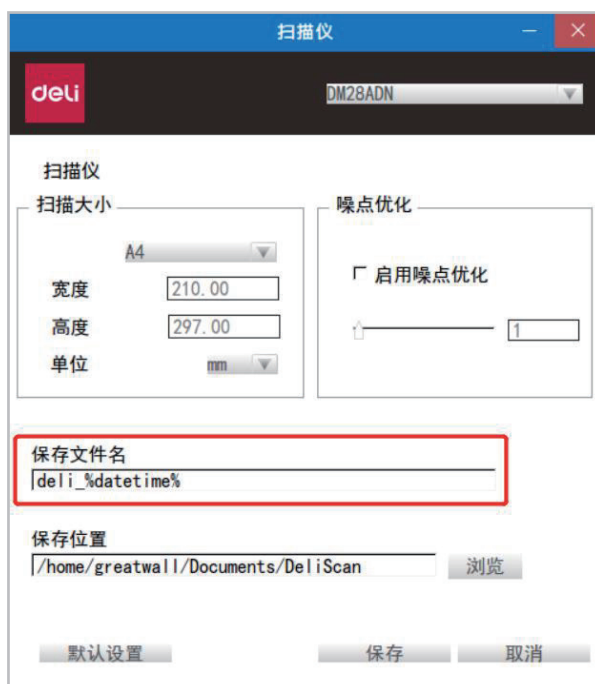 扫描仪
deli
DM28ADN
扫描仪
扫描大小
A4
宽度 210.00
高度 297.00
单位 mm
噪点优化
启用噪点优化
1
保存文件名
deli_%datetime%
保存位置
/home/greatwall/Documents/DeliScan 浏览
默认设置 保存 取消